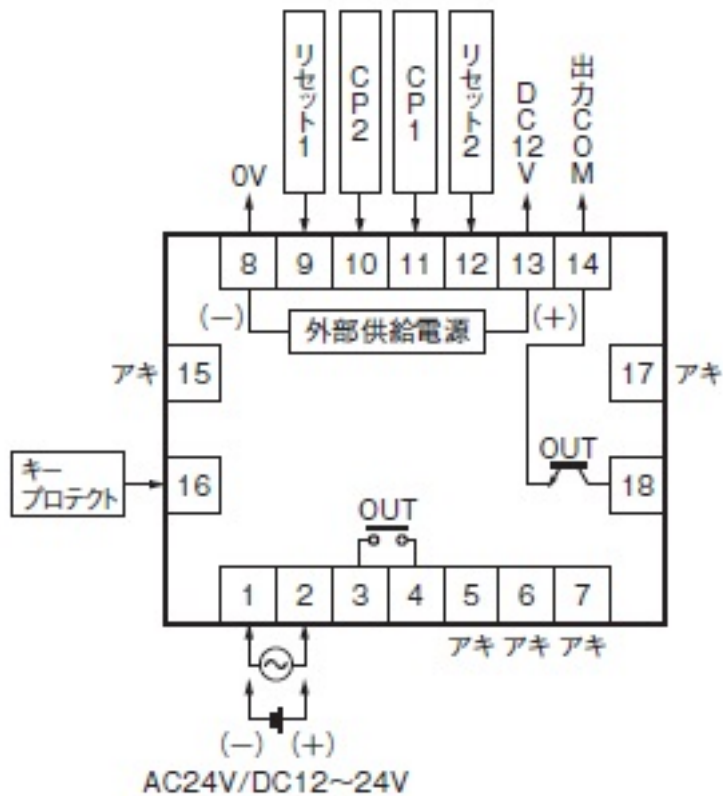 リセット1
CP2
CP1
リセット2
DC12V
出力COM
0V
8 9 10 11 12 13 14
(−) 外部供給電源 (+)
アキ 15
17 アキ
キー
プロテクト
16
OUT
18
OUT
1 2 3 4 5 6 7
アキ アキ アキ
(−) (+)
AC24V/DC12〜24V